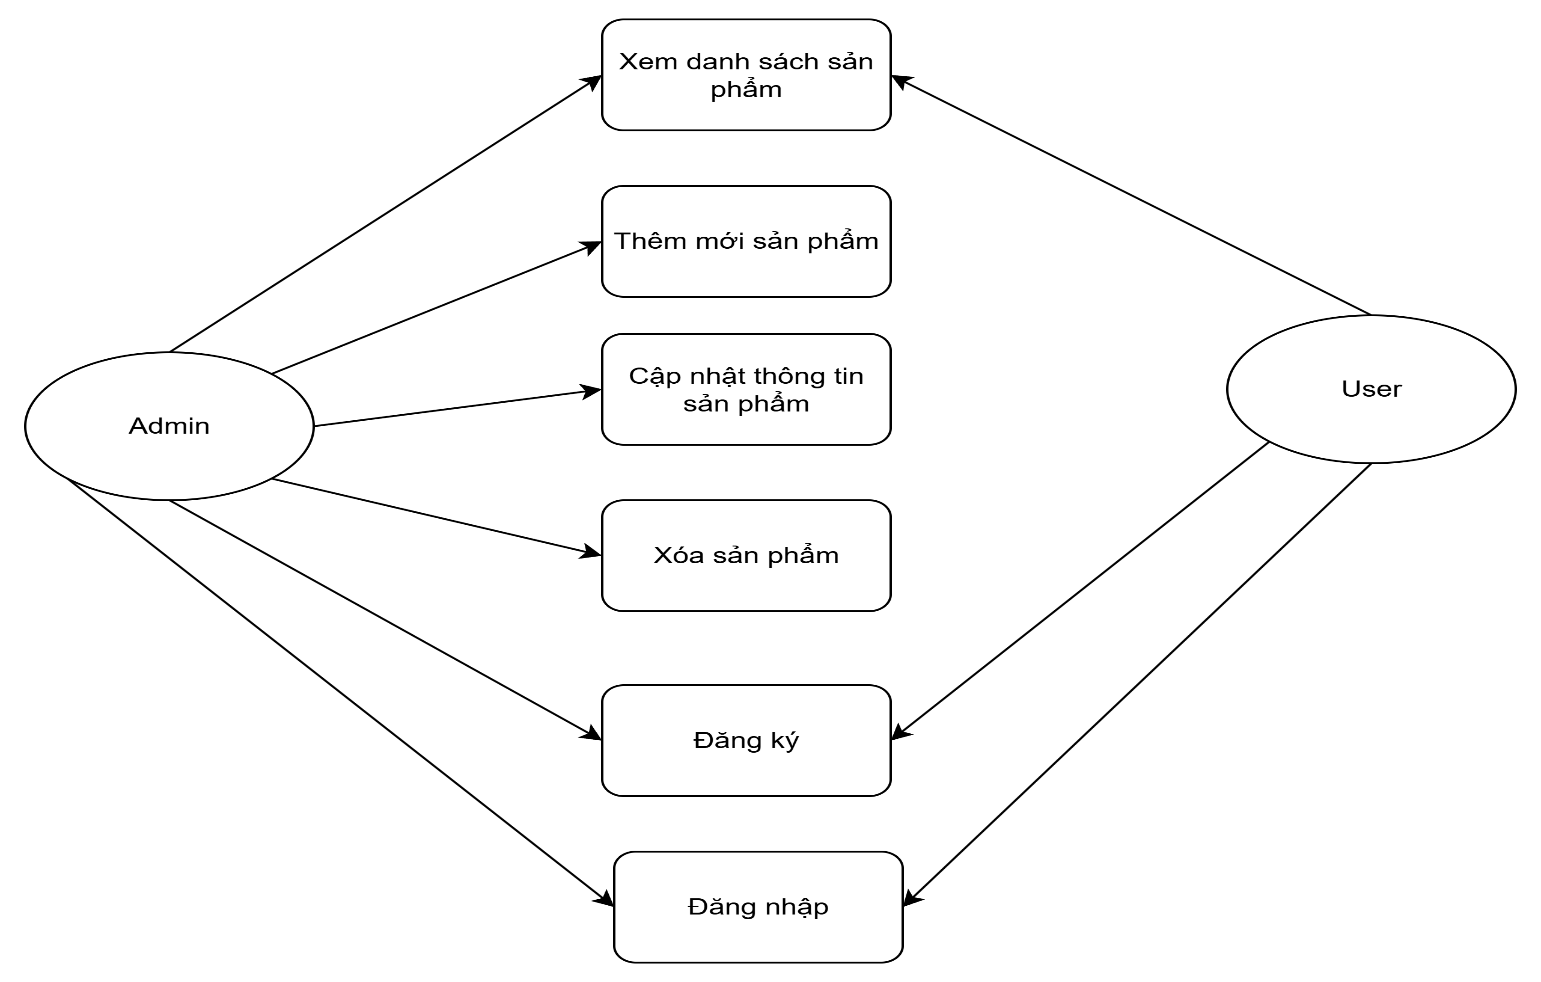 Xem danh sách sản
phẩm
Thêm mới sản phẩm
Cập nhật thông tin
sản phẩm
User
Admin
Xóa sản phẩm
Đăng ký
Đăng nhập